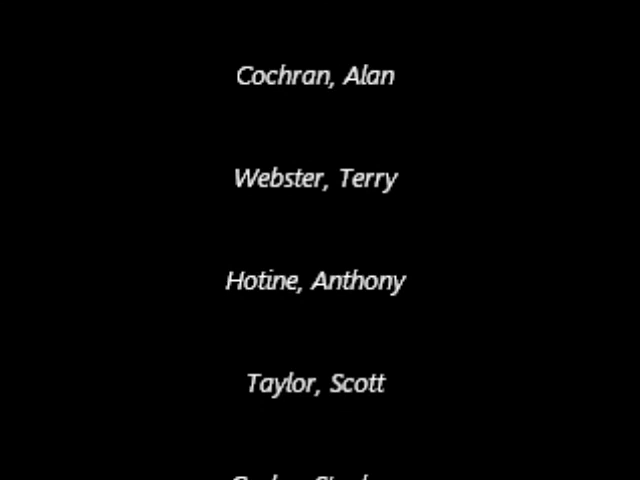 Cochran, Alan
Webster, Terry
Hotine, Anthony
Taylor, Scott